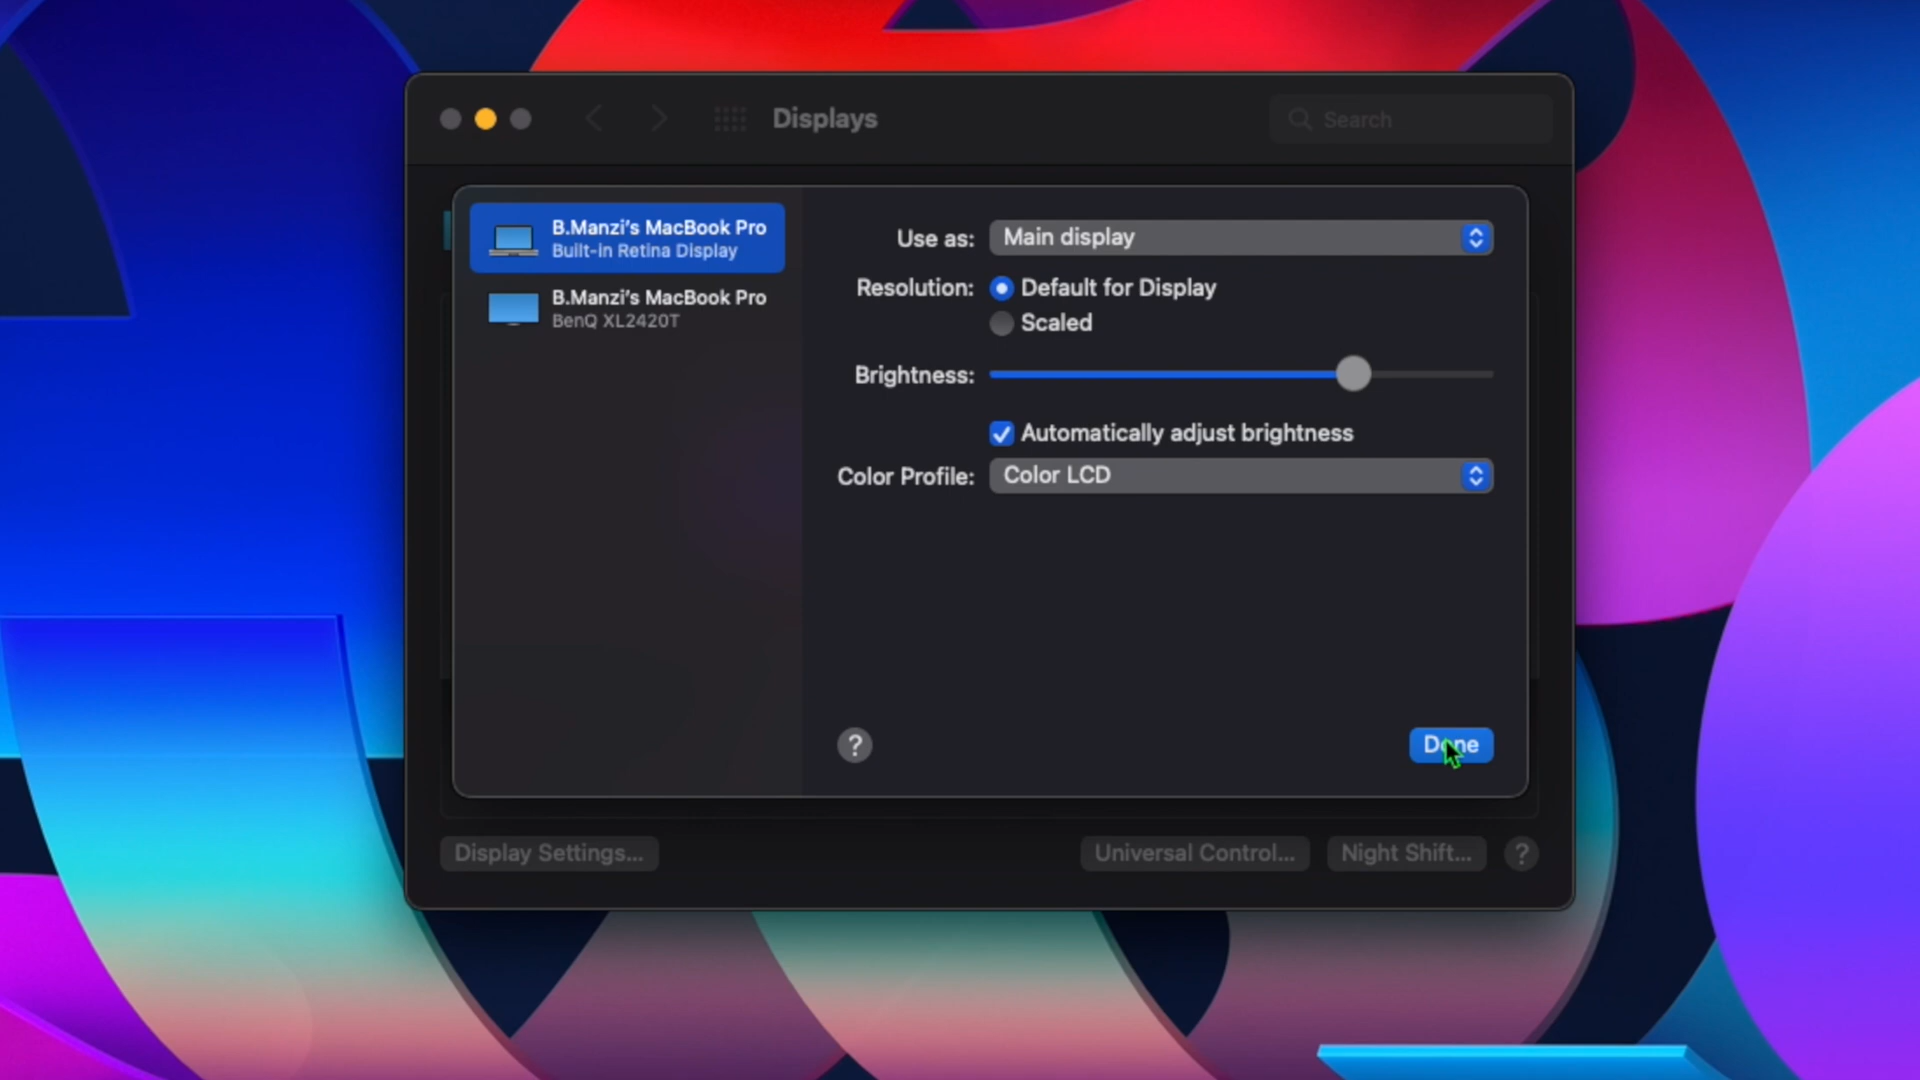 Displays
Search
B.Manzi's MacBook Pro
Built-in Retina Display
B.Manzi's MacBook Pro
BenQ XL2420T
Use as: Main display
Resolution: Default for Display
Scaled
Brightness:
Automatically adjust brightness
Color Profile: Color LCD
?
Done
Display Settings...
Universal Control...
Night Shift...
?